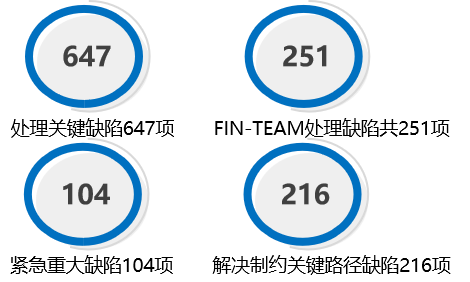 647
251
处理关键缺陷647项
FIN-TEAM处理缺陷共251项
104
216
紧急重大缺陷104项
解决制约关键路径缺陷216项